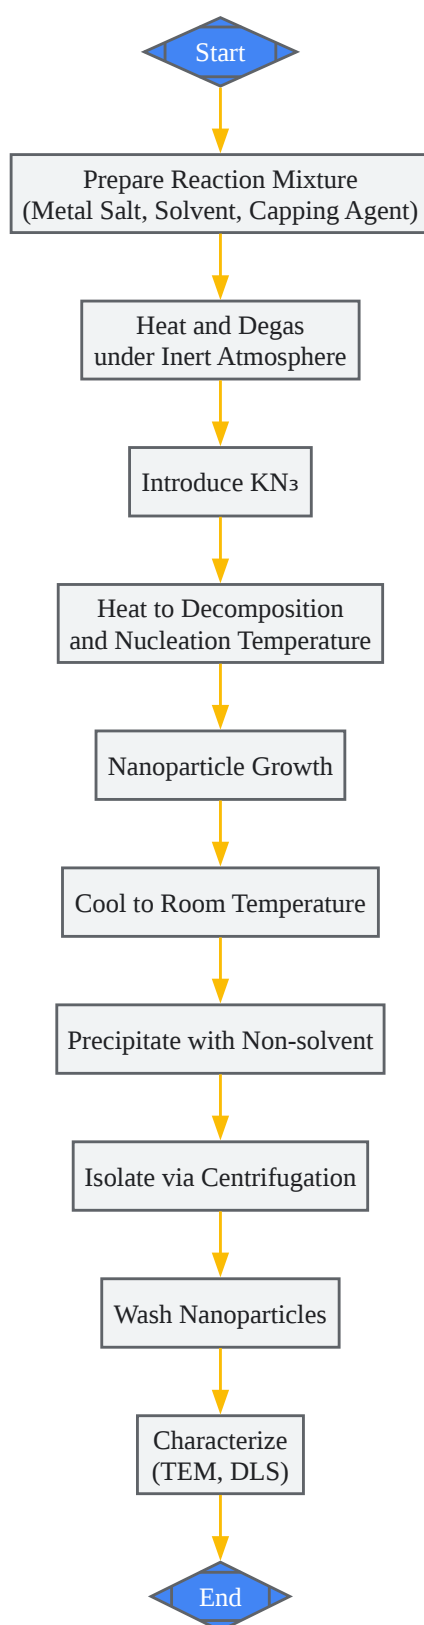 Start
Prepare Reaction Mixture
(Metal Salt, Solvent, Capping Agent)
Heat and Degas
under Inert Atmosphere
Introduce KN₃
Heat to Decomposition
and Nucleation Temperature
Nanoparticle Growth
Cool to Room Temperature
Precipitate with Non-solvent
Isolate via Centrifugation
Wash Nanoparticles
Characterize
(TEM, DLS)
End